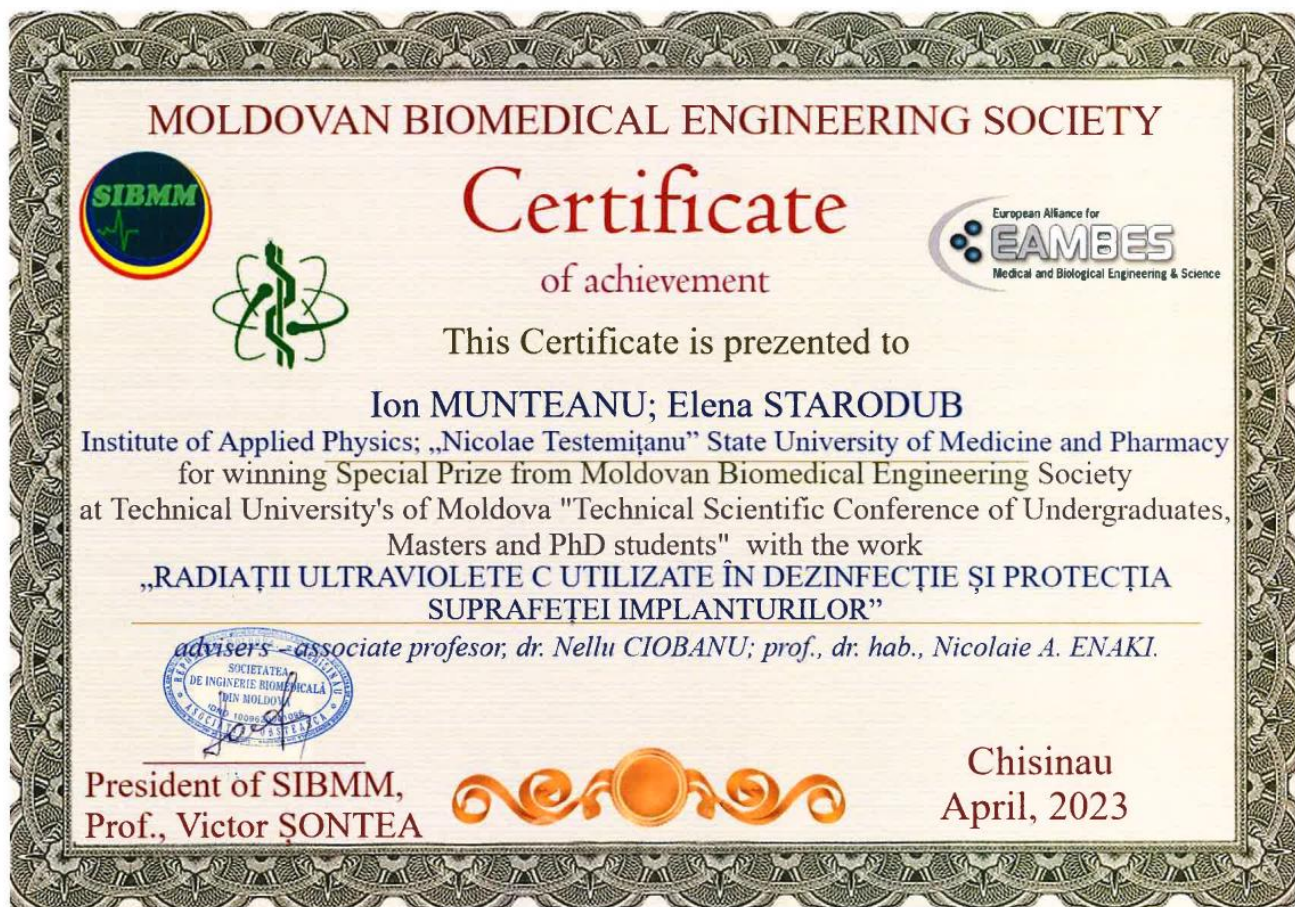 MOLDOVAN BIOMEDICAL ENGINEERING SOCIETY
SIBMM
Certificate
of achievement
European Alliance for
EAMBES
Medical and Biological Engineering & Science
This Certificate is prezented to
Ion MUNTEANU; Elena STARODUB
Institute of Applied Physics; „Nicolae Testemițanu” State University of Medicine and Pharmacy
for winning Special Prize from Moldovan Biomedical Engineering Society
at Technical University's of Moldova "Technical Scientific Conference of Undergraduates,
Masters and PhD students" with the work
„RADIAȚII ULTRAVIOLETE C UTILIZATE ÎN DEZINFECȚIE ȘI PROTECȚIA
SUPRAFEȚEI IMPLANTURILOR”
advisers - associate profesor, dr. Nellu CIOBANU; prof., dr. hab., Nicolaie A. ENAKI.
SOCIETATEA
DE INGINERIE BIOMEDICALĂ
DIN MOLDOVA
President of SIBMM,
Prof., Victor ȘONTEA
Chisinau
April, 2023